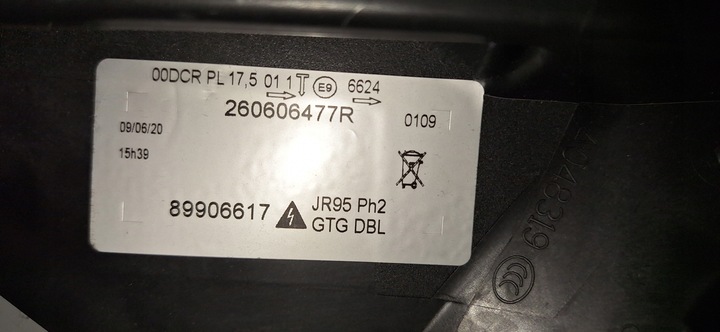 00DCR PL 17,5 01 1 E9 6624
260606477R
0109
09/06/20
15h39
89906617
JR95 Ph2
GTG DBL
CCC